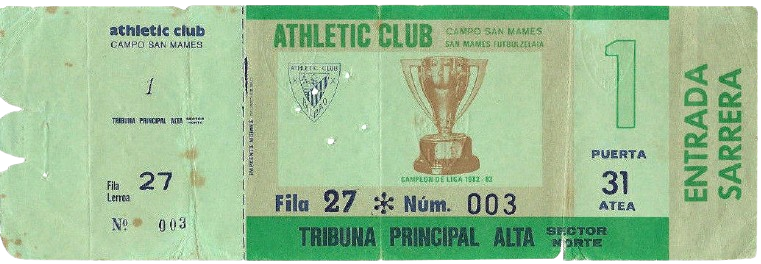 athletic club
CAMPO SAN MAMES
1
TRIBUNA PRINCIPAL ALTA SECTOR NORTE
Fila 27
Lerroa
Nº 003
ATHLETIC CLUB
CAMPO SAN MAMES
SAN MAMES FUTBOLZELAIA
ATHLETIC CLUB
CAMPEON DE LIGA 1982-83
Fila 27 * Núm. 003
TRIBUNA PRINCIPAL ALTA SECTOR NORTE
1
PUERTA
31
ATEA
ENTRADA
SARRERA